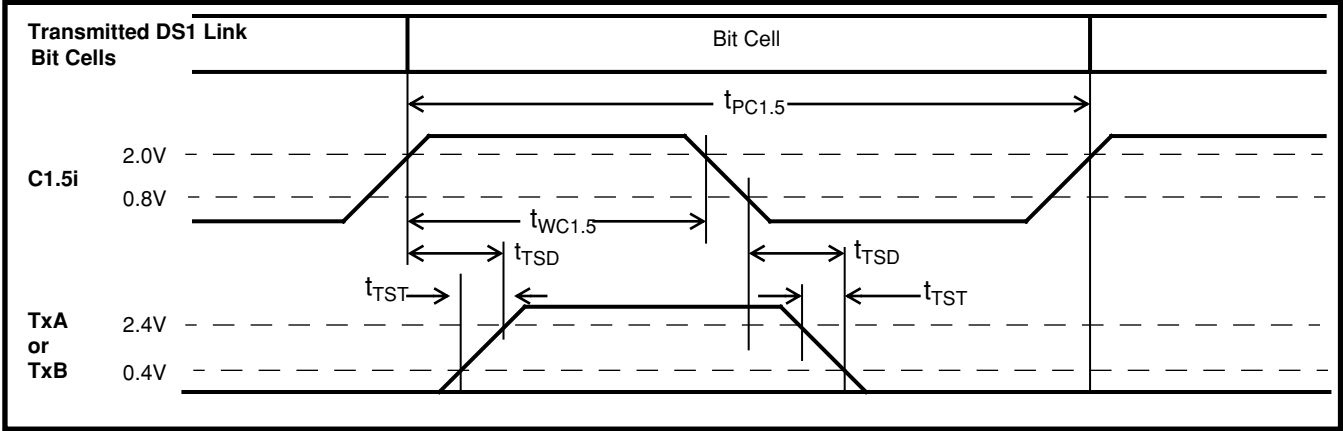 Transmitted DS1 Link
Bit Cells
Bit Cell
tPC1.5
2.0V
C1.5i
0.8V
tWC1.5
tTSD
tTSD
tTST
tTST
TxA
or
TxB
2.4V
0.4V